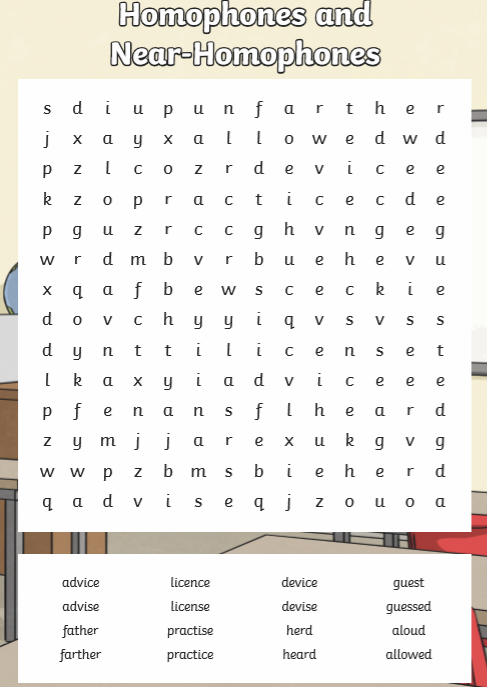 Homophones and
Near-Homophones
s d i u p u n f a r t h e r
j x a y x a l l o w e d w d
p z l c o z r d e v i c e e
k z o p r a c t i c e c d e
p g u z r c c g h v n g e g
w r d m b v r b u e h e v u
x q a f b e w s c e c k i e
d o v c h y y i q v s v s s
d y n t t i l i c e n s e t
l k a x y i a d v i c e e e
p f e n a n s f l h e a r d
z y m j j a r e x u k g v g
w w p z b m s b i e h e r d
q a d v i s e q j z o u o a
advice licence device guest
advise license devise guessed
father practise herd aloud
farther practice heard allowed